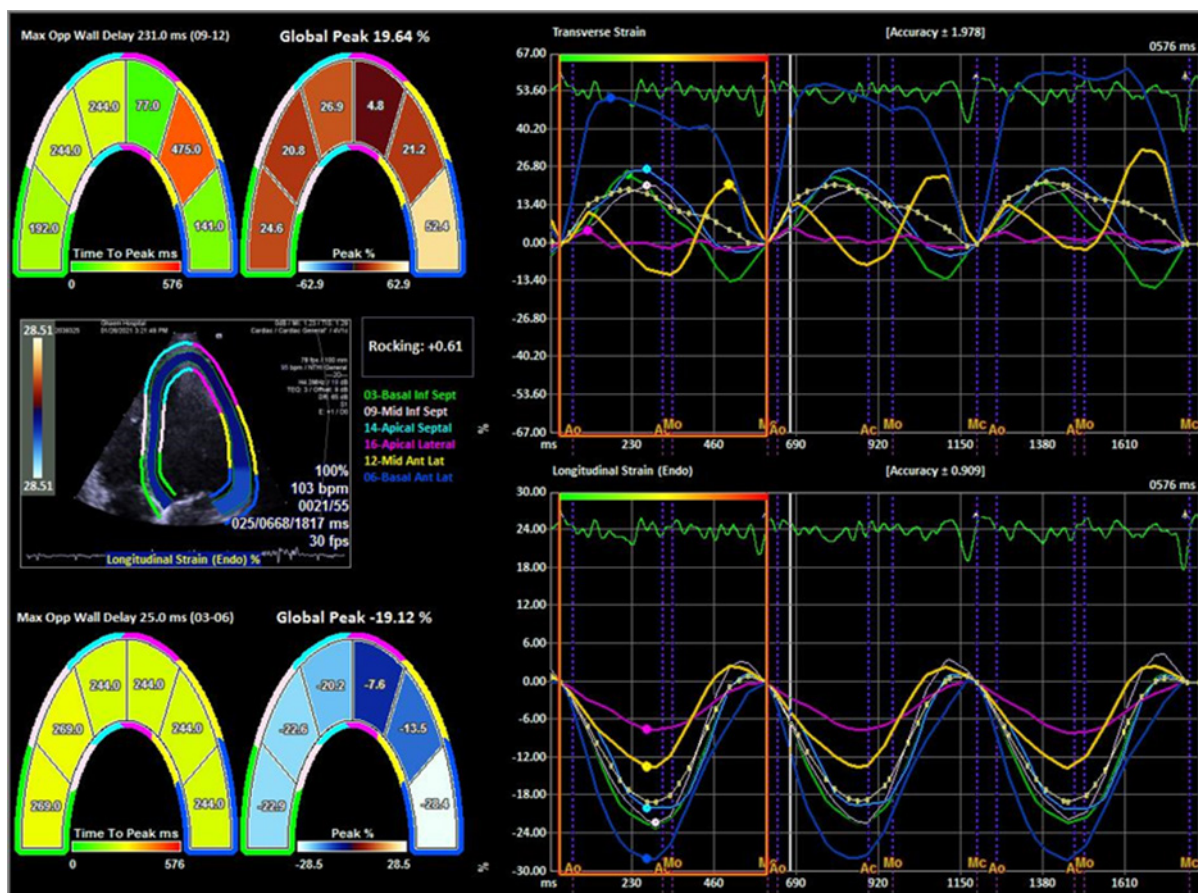 Max Opp Wall Delay 231.0 ms (09-12)
Global Peak 19.64 %
244.0
77.0
244.0
475.0
192.0
141.0
Time To Peak ms
0
576
26.9
4.8
20.8
21.2
24.6
52.4
Peak %
-62.9
62.9
Transverse Strain
[Accuracy ± 1.978]
0576 ms
67.00
53.60
40.20
26.80
13.40
0.00
-13.40
-26.80
-40.20
-53.60
-67.00
%
Ao
Ac
Mo
Mc
Ao
Ac
Mo
Mc
Ao
Ac
Mo
Mc
ms
230
460
690
920
1150
1380
1610
28.51
28.51
Ghaem Hospital
Cardiac / Cardiac General
100%
103 bpm
0021/55
025/0668/1817 ms
30 fps
Longitudinal Strain (Endo) %
Rocking: +0.61
03-Basal Inf Sept
09-Mid Inf Sept
14-Apical Septal
16-Apical Lateral
12-Mid Ant Lat
06-Basal Ant Lat
Max Opp Wall Delay 25.0 ms (03-06)
Global Peak -19.12 %
244.0
244.0
269.0
244.0
269.0
244.0
Time To Peak ms
0
576
-20.2
-7.6
-22.6
-13.5
-22.9
-28.4
Peak %
-28.5
28.5
Longitudinal Strain (Endo)
[Accuracy ± 0.909]
0576 ms
30.00
24.00
18.00
12.00
6.00
0.00
-6.00
-12.00
-18.00
-24.00
-30.00
%
Ao
Ac
Mo
Mc
Ao
Ac
Mo
Mc
Ao
Ac
Mo
Mc
ms
230
460
690
920
1150
1380
1610